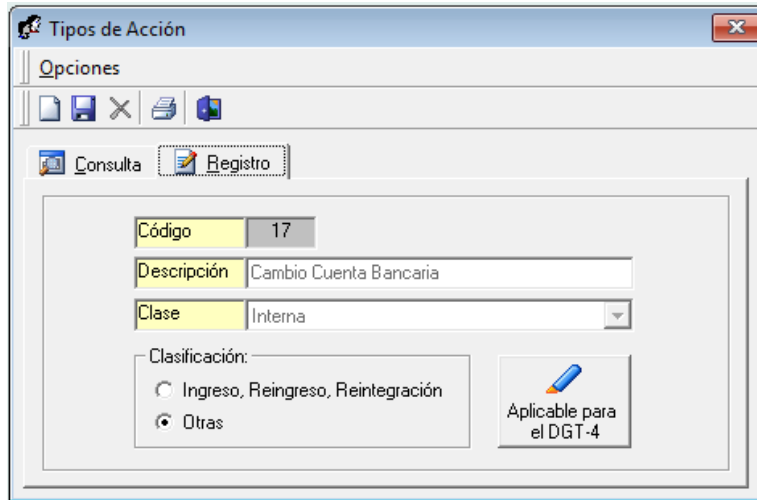 Tipos de Acción
Opciones
Consulta Registro
Código 17
Descripción Cambio Cuenta Bancaria
Clase Interna
Clasificación:
Ingreso, Reingreso, Reintegración
Otras
Aplicable para
el DGT-4